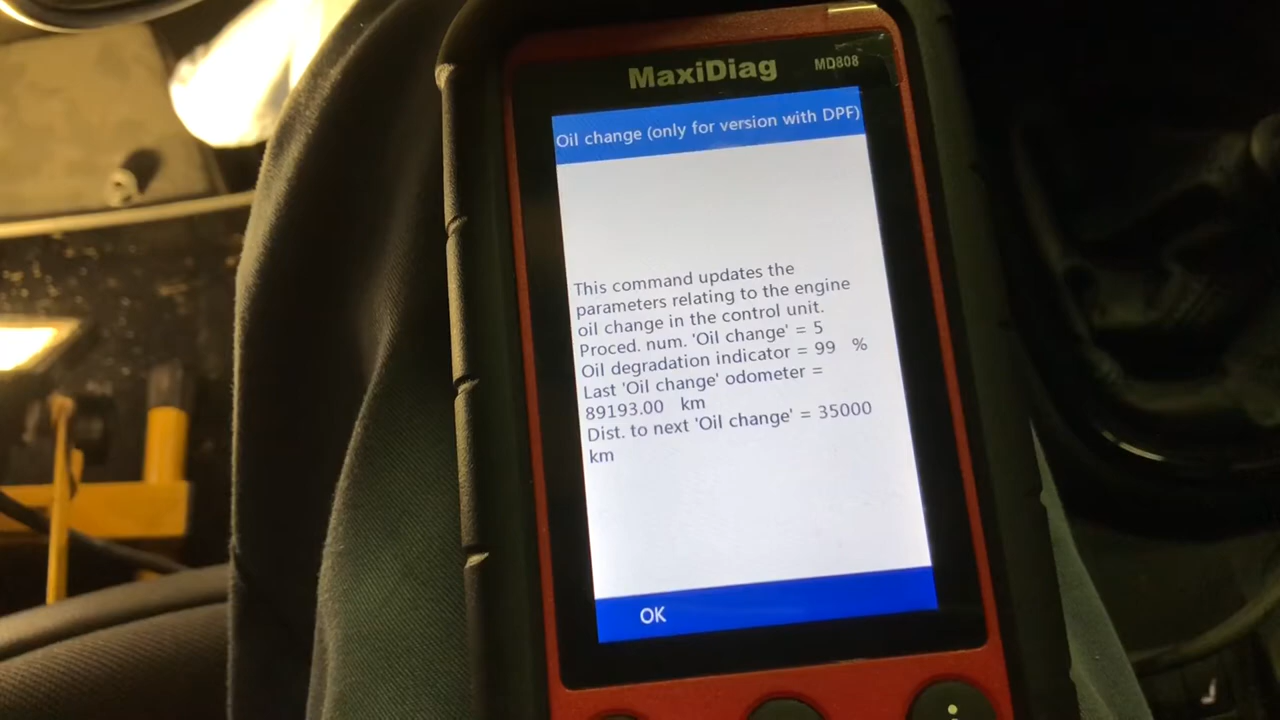 MaxiDiag MD808
Oil change (only for version with DPF)
This command updates the
parameters relating to the engine
oil change in the control unit.
Proced. num. 'Oil change' = 5
Oil degradation indicator = 99 %
Last 'Oil change' odometer =
89193.00 km
Dist. to next 'Oil change' = 35000
km
OK